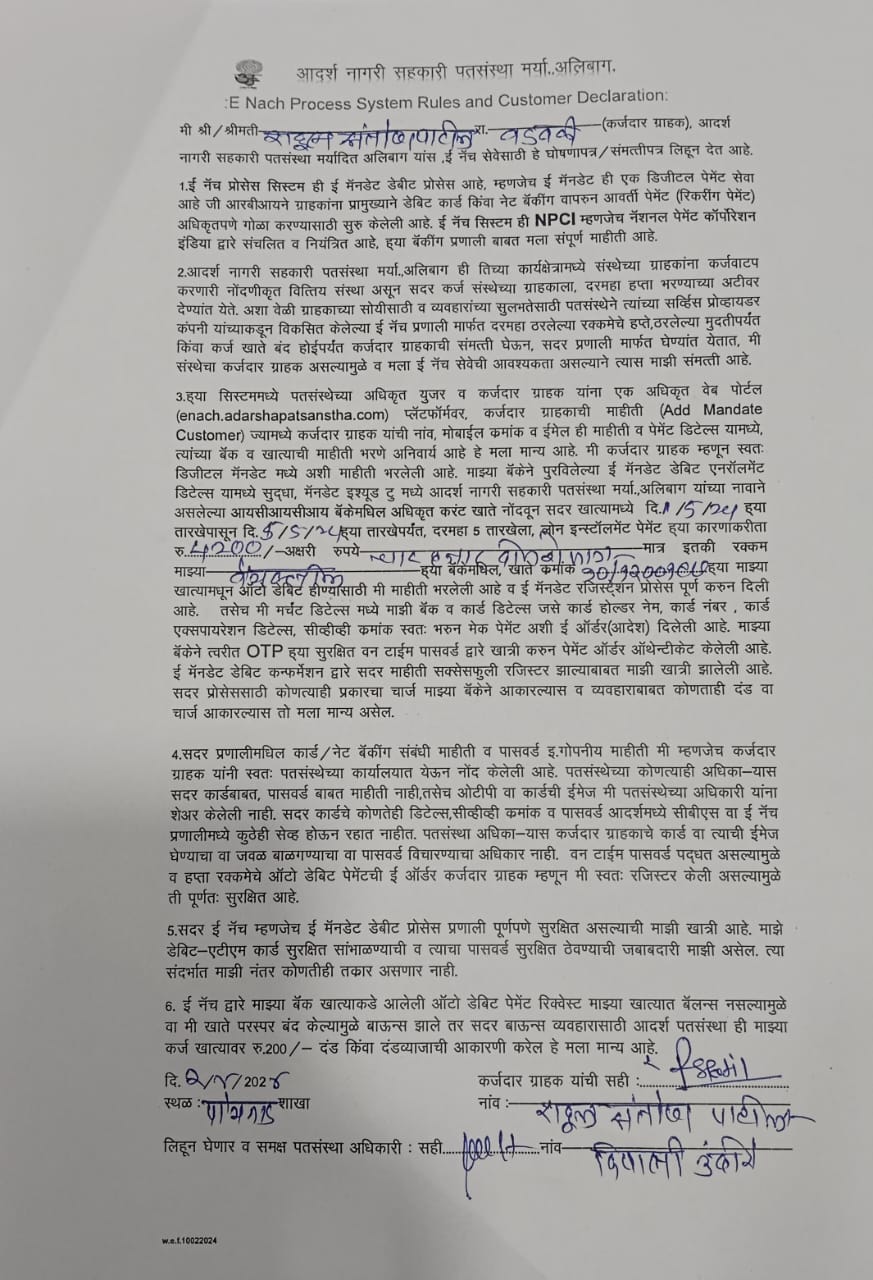 आदर्श नागरी सहकारी पतसंस्था मर्या..अलिबाग.
:E Nach Process System Rules and Customer Declaration:
मी श्री/श्रीमती राहूल संतोष पाटील रा. वडवली (कर्जदार ग्राहक), आदर्श
नागरी सहकारी पतसंस्था मर्यादित अलिबाग यांस ,ई नॅच सेवेसाठी हे घोषणापत्र/संमत्तीपत्र लिहून देत आहे.
1.ई नॅच प्रोसेस सिस्टम ही ई मॅनडेट डेबीट प्रोसेस आहे, म्हणजेच ई मॅनडेट ही एक डिजीटल पेमेंट सेवा
आहे जी आरबीआयने ग्राहकांना प्रामुख्याने डेबिट कार्ड किंवा नेट बॅकींग वापरुन आवर्ती पेमेंट (रिकरींग पेमेंट)
अधिकृतपणे गोळा करण्यासाठी सुरु केलेली आहे. ई नॅच सिस्टम ही NPCI म्हणजेच नॅशनल पेमेंट कॉर्पोरेशन
इंडिया द्वारे संचलित व नियंत्रित आहे, ह्या बॅकींग प्रणाली बाबत मला संपूर्ण माहीती आहे.
2.आदर्श नागरी सहकारी पतसंस्था मर्या.,अलिबाग ही तिच्या कार्यक्षेत्रामध्ये संस्थेच्या ग्राहकांना कर्जवाटप
करणारी नोंदणीकृत वित्तिय संस्था असून सदर कर्ज संस्थेच्या ग्राहकाला, दरमहा हप्ता भरण्याच्या अटीवर
देण्यांत येते. अशा वेळी ग्राहकाच्या सोयीसाठी व व्यवहारांच्या सुलभतेसाठी पतसंस्थेने त्यांच्या सर्व्हिस प्रोव्हायडर
कंपनी यांच्याकडून विकसित केलेल्या ई नॅच प्रणाली मार्फत दरमहा ठरलेल्या रक्कमेचे हप्ते,ठरलेल्या मुदतीपर्यंत
किंवा कर्ज खाते बंद होईपर्यंत कर्जदार ग्राहकाची संमत्ती घेऊन, सदर प्रणाली मार्फत घेण्यांत येतात, मी
संस्थेचा कर्जदार ग्राहक असल्यामुळे व मला ई नॅच सेवेची आवश्यकता असल्याने त्यास माझी संमत्ती आहे.
3.ह्या सिस्टममध्ये पतसंस्थेच्या अधिकृत युजर व कर्जदार ग्राहक यांना एक अधिकृत वेब पोर्टल
(enach.adarshapatsanstha.com) प्लॅटफॉर्मवर, कर्जदार ग्राहकाची माहीती (Add Mandate
Customer) ज्यामध्ये कर्जदार ग्राहक यांची नांव, मोबाईल क्रमांक व ईमेल ही माहीती व पेमेंट डिटेल्स यामध्ये,
त्यांच्या बॅक व खात्याची माहीती भरणे अनिवार्य आहे हे मला मान्य आहे. मी कर्जदार ग्राहक म्हणून स्वतः
डिजीटल मॅनडेट मध्ये अशी माहीती भरलेली आहे. माझ्या बॅकेने पुरविलेल्या ई मॅनडेट डेबिट एनरॉलमेंट
डिटेल्स यामध्ये सुद्धा, मॅनडेट इश्यूड टु मध्ये आदर्श नागरी सहकारी पतसंस्था मर्या.,अलिबाग यांच्या नावाने
असलेल्या आयसीआयसीआय बॅकेमधिल अधिकृत करंट खाते नोंदवून सदर खात्यामध्ये दि. /5/24 ह्या
तारखेपासून दि. 5/5/24 ह्या तारखेपर्यंत, दरमहा 5 तारखेला, लोन इन्स्टॉलमेंट पेमेंट ह्या कारणाकरीता
रु. 4200/-अक्षरी रुपये मात्र इतकी रक्कम
माझ्या ह्या बॅकेमधिल, खाते क्रमांक ह्या माझ्या
खात्यामधून ऑटो डेबिट होण्यासाठी मी माहीती भरलेली आहे व ई मॅनडेट रजिस्ट्रेशन प्रोसेस पूर्ण करुन दिली
आहे. तसेच मी मर्चंट डिटेल्स मध्ये माझी बॅक व कार्ड डिटेल्स जसे कार्ड होल्डर नेम, कार्ड नंबर , कार्ड
एक्सपायरेशन डिटेल्स, सीव्हीव्ही क्रमांक स्वतः भरुन मेक पेमेंट अशी ई ऑर्डर(आदेश) दिलेली आहे. माझ्या
बॅकेने त्वरीत OTP ह्या सुरक्षित वन टाईम पासवर्ड द्वारे खात्री करुन पेमेंट ऑर्डर ऑथेन्टीकेट केलेली आहे.
ई मॅनडेट डेबिट कन्फर्मेशन द्वारे सदर माहीती सक्सेसफुली रजिस्टर झाल्याबाबत माझी खात्री झालेली आहे.
सदर प्रोसेससाठी कोणत्याही प्रकारचा चार्ज माझ्या बॅकेने आकारल्यास व व्यवहाराबाबत कोणताही दंड वा
चार्ज आकारल्यास तो मला मान्य असेल.
4.सदर प्रणालीमधिल कार्ड/नेट बॅकींग संबंधी माहीती व पासवर्ड इ.गोपनीय माहीती मी म्हणजेच कर्जदार
ग्राहक यांनी स्वतः पतसंस्थेच्या कार्यालयात येऊन नोंद केलेली आहे. पतसंस्थेच्या कोणत्याही अधिका–यास
सदर कार्डबाबत, पासवार्ड बाबत माहीती नाही,तसेच ओटीपी वा कार्डची ईमेज मी पतसंस्थेच्या अधिकारी यांना
शेअर केलेली नाही. सदर कार्डचे कोणतेही डिटेल्स,सीव्हीव्ही क्रमांक व पासवार्ड आदर्शमध्ये सीबीएस वा ई नॅच
प्रणालीमध्ये कुठेही सेव्ह होऊन रहात नाहीत. पतसंस्था अधिका–यास कर्जदार ग्राहकाचे कार्ड वा त्याची ईमेज
घेण्याचा वा जवळ बाळगण्याचा वा पासवर्ड विचारण्याचा अधिकार नाही. वन टाईम पासवर्ड पद्धत असल्यामुळे
व हप्ता रक्कमेचे ऑटो डेबिट पेमेंटची ई ऑर्डर कर्जदार ग्राहक म्हणून मी स्वतः रजिस्टर केली असल्यामुळे
ती पूर्णतः सुरक्षित आहे.
5.सदर ई नॅच म्हणजेच ई मॅनडेट डेबीट प्रोसेस प्रणाली पूर्णपणे सुरक्षित असल्याची माझी खात्री आहे. माझे
डेबिट–एटीएम कार्ड सुरक्षित सांभाळण्याची व त्याचा पासवर्ड सुरक्षित ठेवण्याची जबाबदारी माझी असेल. त्या
संदर्भात माझी नंतर कोणतीही तक्रार असणार नाही.
6. ई नॅच द्वारे माझ्या बॅक खात्याकडे आलेली ऑटो डेबिट पेमेंट रिक्वेस्ट माझ्या खात्यात बॅलन्स नसल्यामुळे
वा मी खाते परस्पर बंद केल्यामुळे बाऊन्स झाले तर सदर बाऊन्स व्यवहारासाठी आदर्श पतसंस्था ही माझ्या
कर्ज खात्यावर रु.200/– दंड किंवा दंडव्याजाची आकारणी करेल हे मला मान्य आहे.
दि. /2024 कर्जदार ग्राहक यांची सही :
स्थळ : शाखा नांव :- राहूल संतोष पाटील
लिहून घेणार व समक्ष पतसंस्था अधिकारी : सही नांव दिपाली
w.e.f.10022024